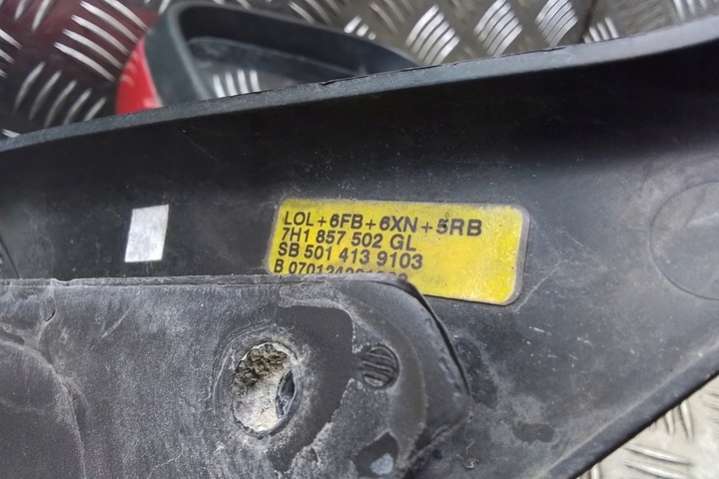 LOL+6FB+6XN+5RB
7H1 857 502 GL
SB 501 413 9103
B